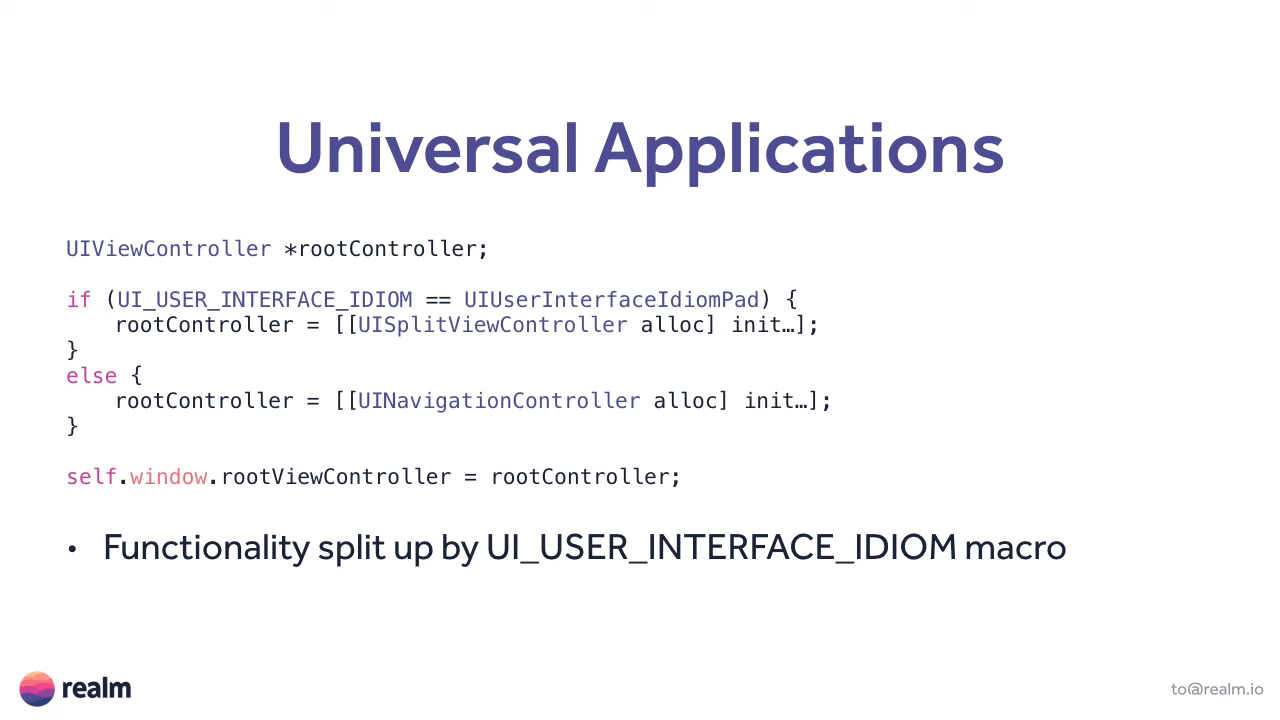 Universal Applications
UIViewController *rootController;
if (UI_USER_INTERFACE_IDIOM == UIUserInterfaceIdiomPad) {
rootController = [[UISplitViewController alloc] init…];
}
else {
rootController = [[UINavigationController alloc] init…];
}
self.window.rootViewController = rootController;
• Functionality split up by UI_USER_INTERFACE_IDIOM macro
realm
to@realm.io